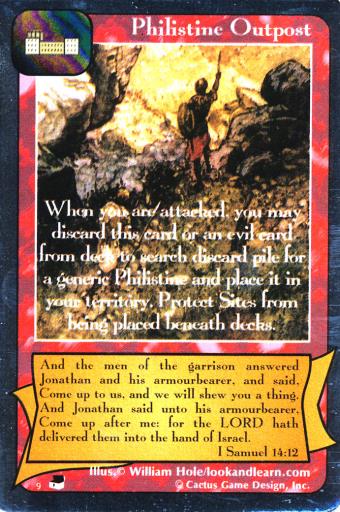 Philistine Outpost
When you are attacked, you may
discard this card or an evil card
from deck to search discard pile for
a generic Philistine and place it in
your territory. Protect Sites from
being placed beneath decks.
And the men of the garrison answered
Jonathan and his armourbearer, and said,
Come up to us, and we will shew you a thing.
And Jonathan said unto his armourbearer,
Come up after me: for the LORD hath
delivered them into the hand of Israel.
I Samuel 14:12
Illus.© William Hole/lookandlearn.com
9 © Cactus Game Design, Inc.